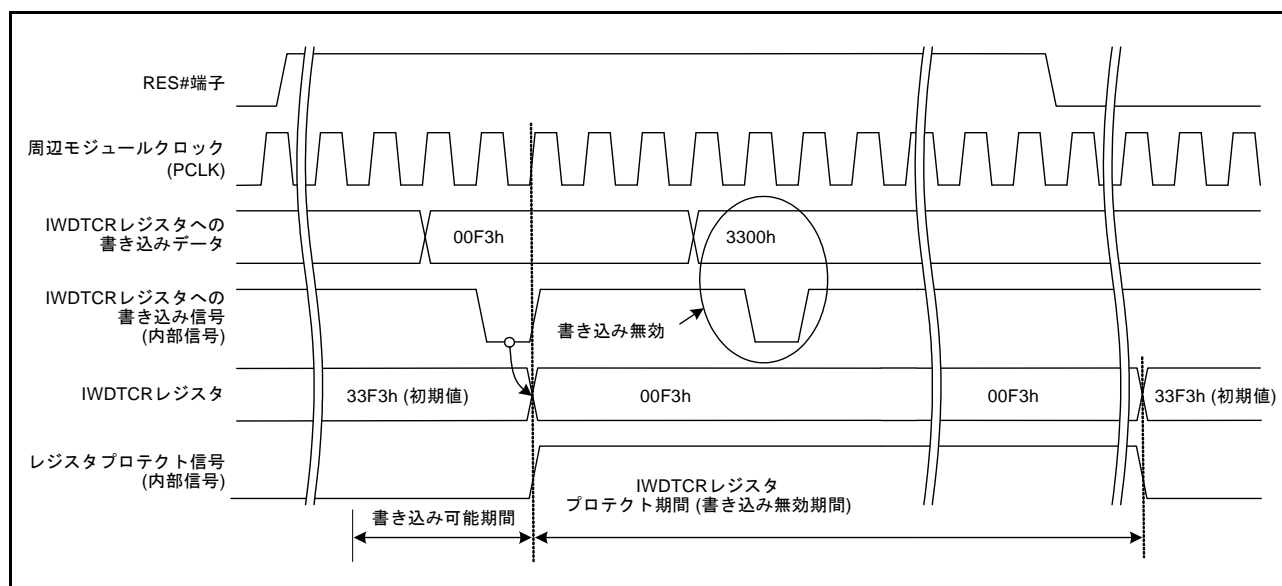 RES#端子
周辺モジュールクロック
(PCLK)
IWDTCRレジスタへの
書き込みデータ
00F3h
3300h
IWDTCRレジスタへの
書き込み信号
(内部信号)
書き込み無効
IWDTCRレジスタ
33F3h (初期値)
00F3h
00F3h
33F3h (初期値)
レジスタプロテクト信号
(内部信号)
IWDTCRレジスタ
プロテクト期間 (書き込み無効期間)
書き込み可能期間